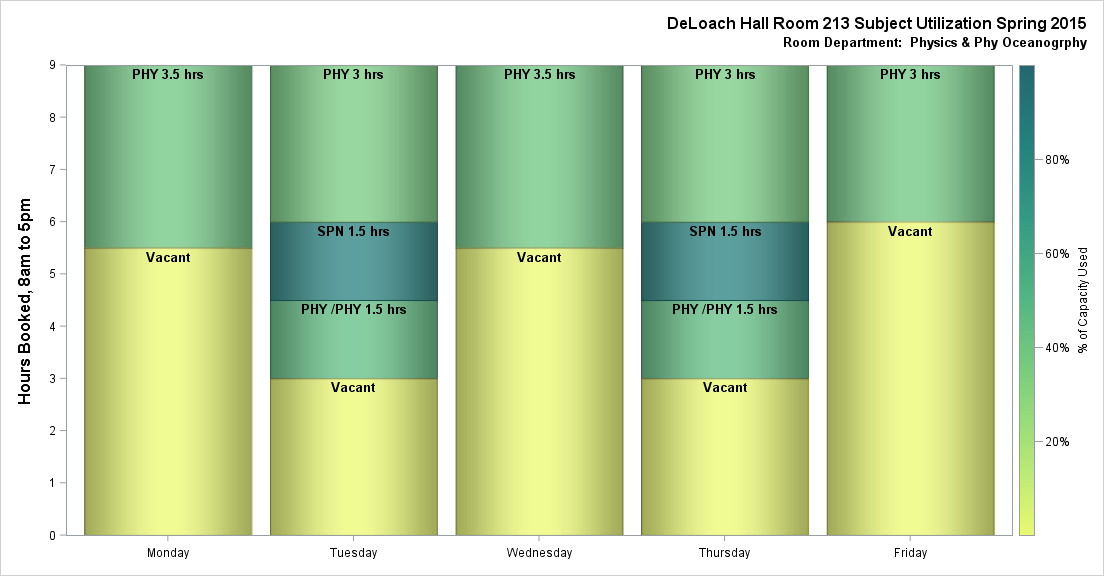 DeLoach Hall Room 213 Subject Utilization Spring 2015
Room Department:  Physics & Phy Oceanogrphy
Hours Booked, 8am to 5pm
9
8
7
6
5
4
3
2
1
0
PHY 3.5 hrs
Vacant
PHY 3 hrs
SPN 1.5 hrs
PHY /PHY 1.5 hrs
Vacant
PHY 3.5 hrs
Vacant
PHY 3 hrs
SPN 1.5 hrs
PHY /PHY 1.5 hrs
Vacant
PHY 3 hrs
Vacant
Monday
Tuesday
Wednesday
Thursday
Friday
80%
60%
40%
20%
% of Capacity Used